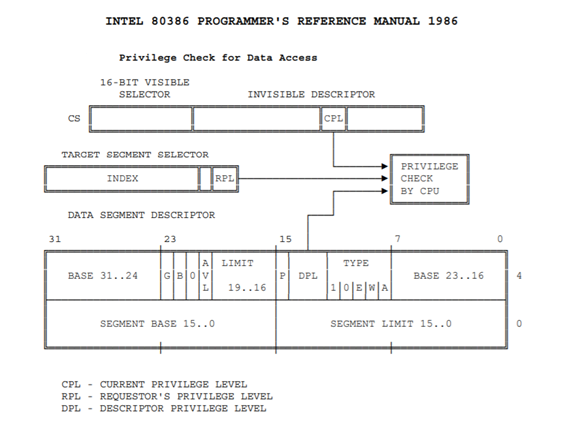 INTEL 80386 PROGRAMMER'S REFERENCE MANUAL 1986
Privilege Check for Data Access
16-BIT VISIBLE
SELECTOR INVISIBLE DESCRIPTOR
CS CPL
TARGET SEGMENT SELECTOR
PRIVILEGE
INDEX RPL CHECK
BY CPU
DATA SEGMENT DESCRIPTOR
31 23 15 7 0
A LIMIT TYPE
BASE 31..24 G B 0 V P DPL BASE 23..16 4
L 19..16 1 0 E W A
SEGMENT BASE 15..0 SEGMENT LIMIT 15..0 0
CPL - CURRENT PRIVILEGE LEVEL
RPL - REQUESTOR'S PRIVILEGE LEVEL
DPL - DESCRIPTOR PRIVILEGE LEVEL